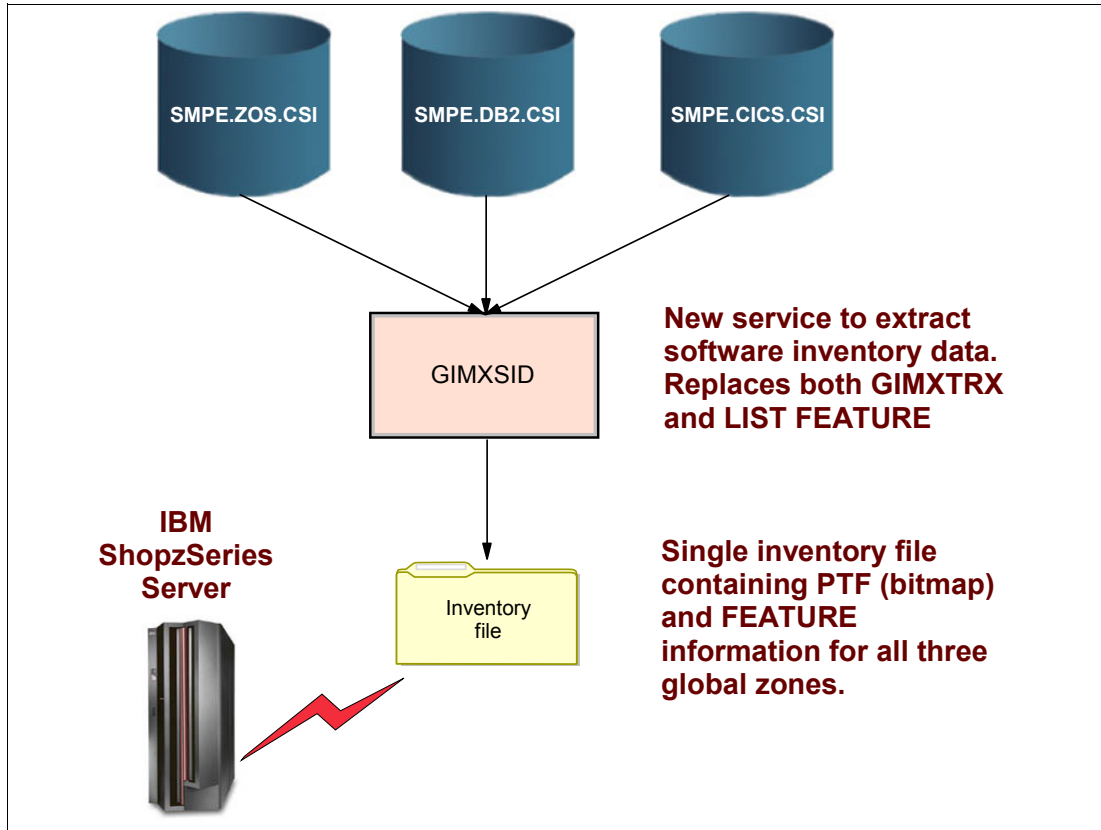 SMPE.ZOS.CSI
SMPE.DB2.CSI
SMPE.CICS.CSI
GIMXSID
New service to extract
software inventory data.
Replaces both GIMXTRX
and LIST FEATURE
IBM
ShopzSeries
Server
Inventory
file
Single inventory file
containing PTF (bitmap)
and FEATURE
information for all three
global zones.